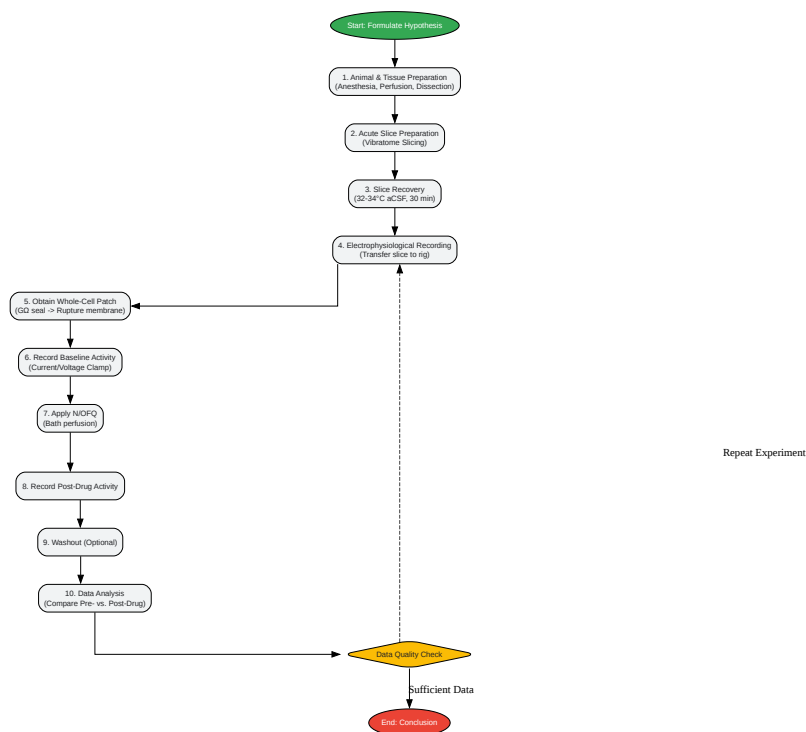 Start: Formulate Hypothesis
1. Animal & Tissue Preparation
(Anesthesia, Perfusion, Dissection)
2. Acute Slice Preparation
(Vibratome Slicing)
3. Slice Recovery
(32-34°C aCSF, 30 min)
4. Electrophysiological Recording
(Transfer slice to rig)
5. Obtain Whole-Cell Patch
(GΩ seal -> Rupture membrane)
6. Record Baseline Activity
(Current/Voltage Clamp)
7. Apply N/OFQ
(Bath perfusion)
Repeat Experiment
8. Record Post-Drug Activity
9. Washout (Optional)
10. Data Analysis
(Compare Pre- vs. Post-Drug)
Data Quality Check
Sufficient Data
End: Conclusion